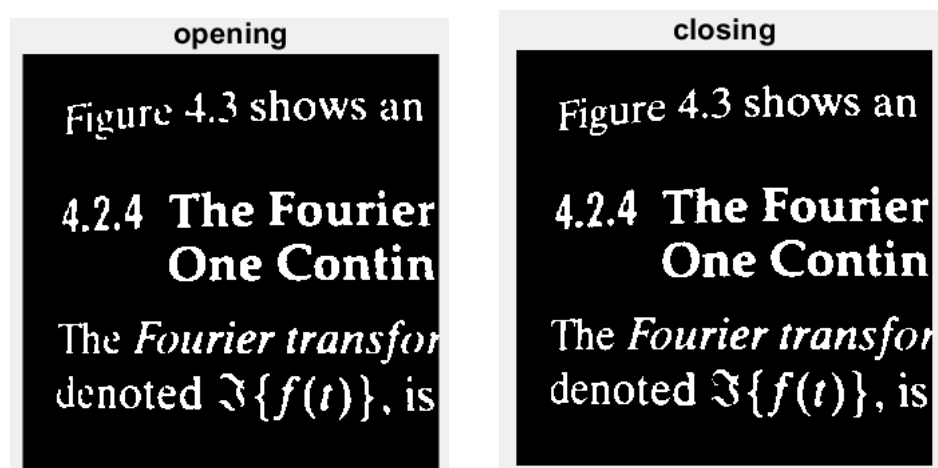 opening
Figure 4.3 shows an
4.2.4 The Fourier
One Contin
The Fourier transfor
denoted ℑ{f(t)}, is
closing
Figure 4.3 shows an
4.2.4 The Fourier
One Contin
The Fourier transfor
denoted ℑ{f(t)}, is